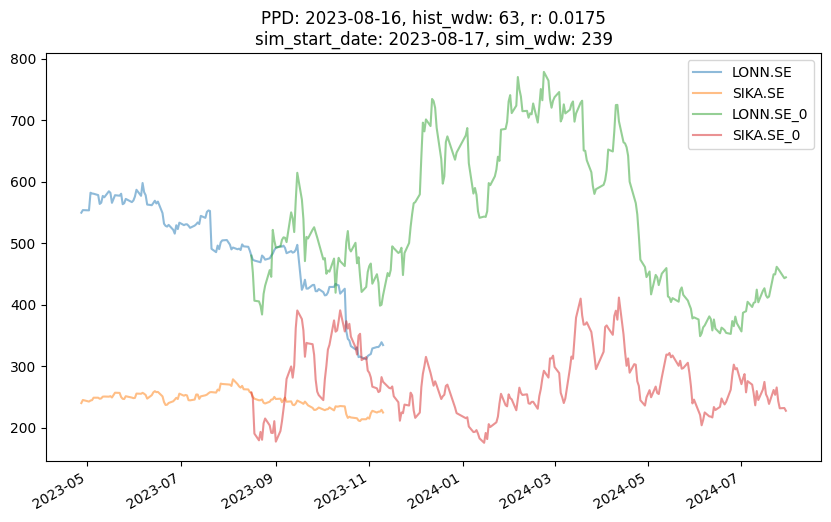 PPD: 2023-08-16, hist_wdw: 63, r: 0.0175
sim_start_date: 2023-08-17, sim_wdw: 239
800
700
600
500
400
300
200
LONN.SE
SIKA.SE
LONN.SE_0
SIKA.SE_0
2023-05
2023-07
2023-09
2023-11
2024-01
2024-03
2024-05
2024-07